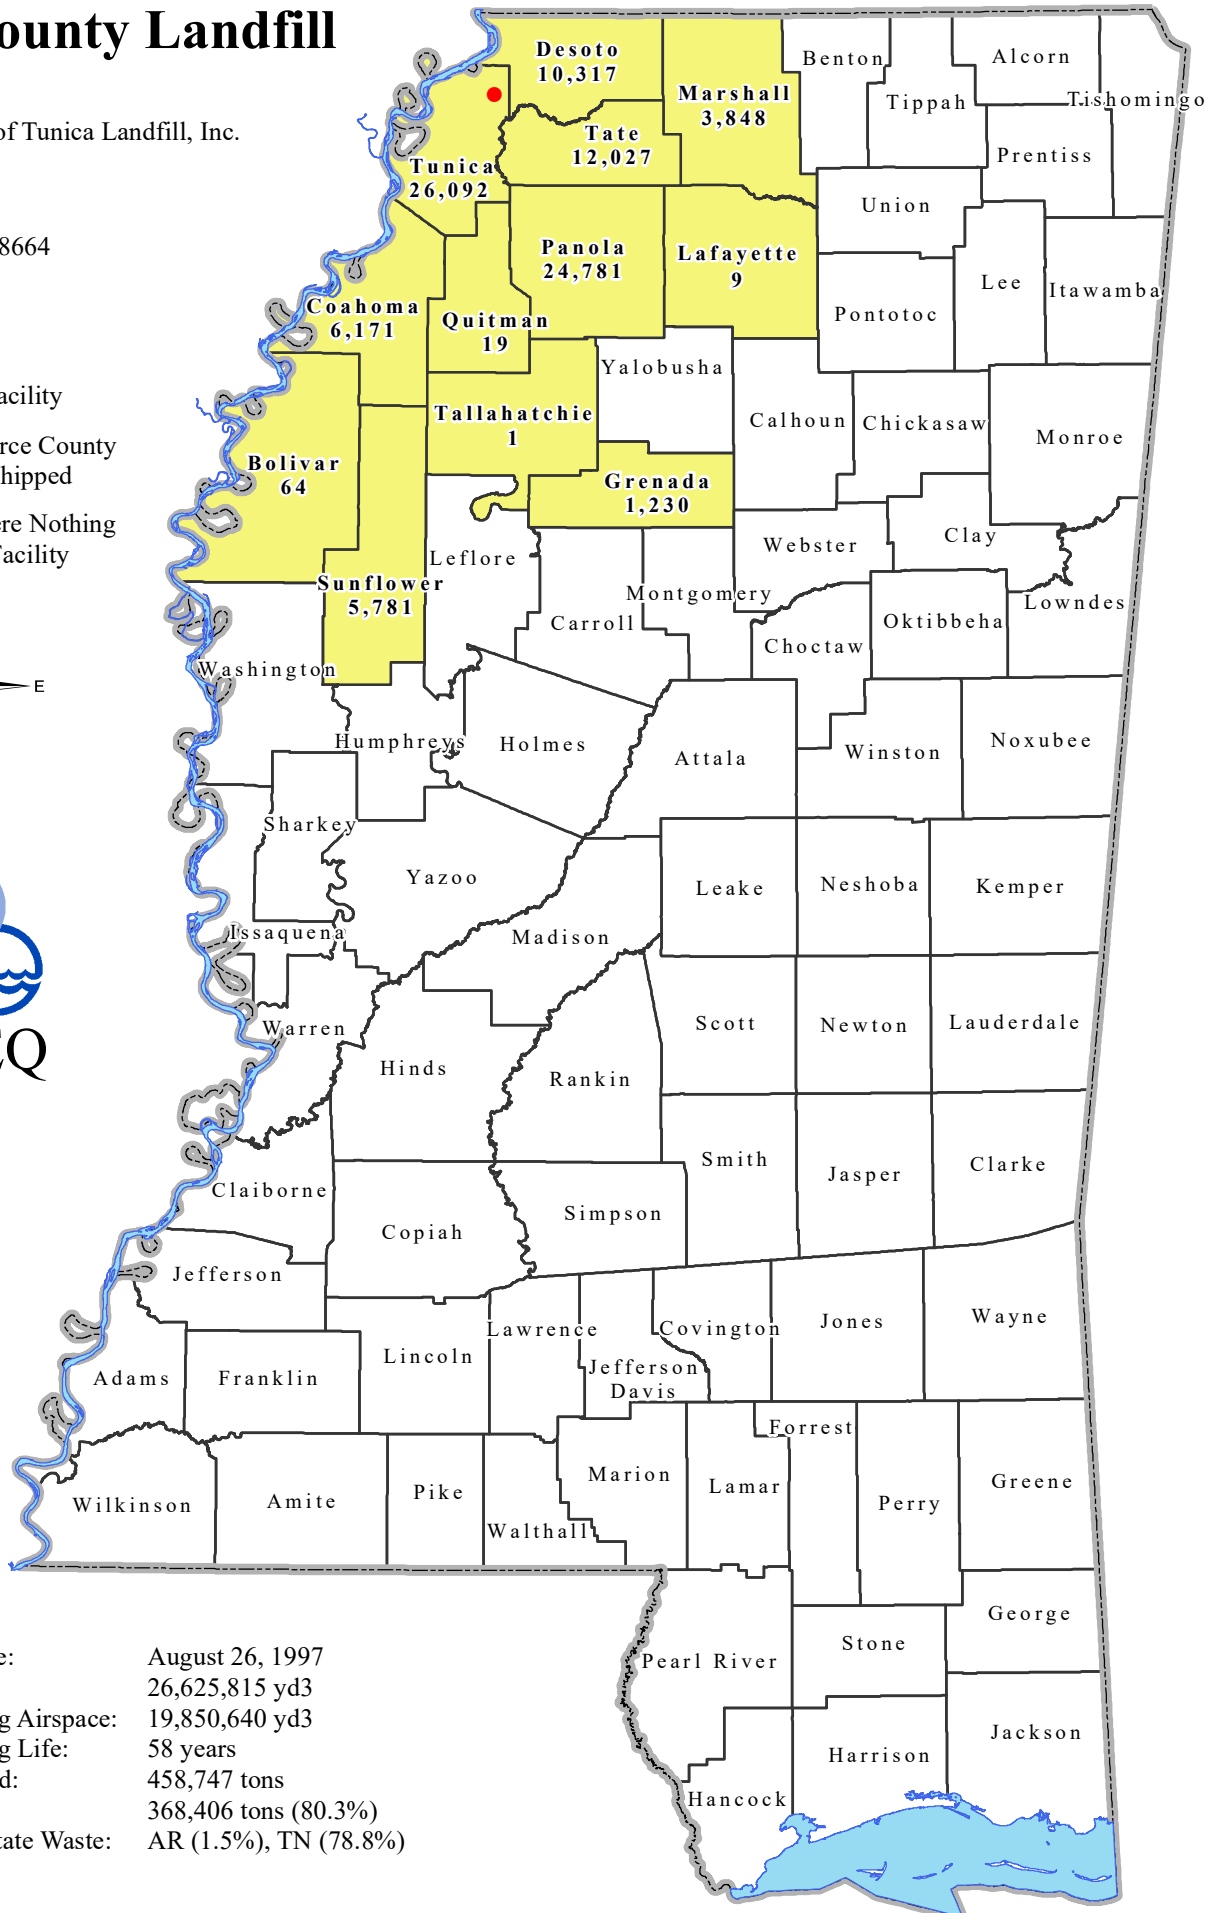 ounty Landfill
of Tunica Landfill, Inc.
8664
acility
rce County
hipped
ere Nothing
Facility
E
CQ
Desoto
10,317
Marshall
3,848
Benton
Alcorn
Tippah
Tishomingo
Prentiss
Tate
12,027
Tunica
26,092
Union
Panola
24,781
Lafayette
9
Lee
Itawamba
Pontotoc
Coahoma
6,171
Quitman
19
Yalobusha
Tallahatchie
1
Calhoun
Chickasaw
Monroe
Bolivar
64
Grenada
1,230
Leflore
Webster
Clay
Sunflower
5,781
Montgomery
Carroll
Lowndes
Oktibbeha
Choctaw
Washington
Humphreys
Holmes
Attala
Winston
Noxubee
Sharkey
Yazoo
Leake
Neshoba
Kemper
Issaquena
Madison
Warren
Scott
Newton
Lauderdale
Hinds
Rankin
Smith
Jasper
Clarke
Claiborne
Copiah
Simpson
Jefferson
Lawrence
Covington
Jones
Wayne
Lincoln
Jefferson
Davis
Adams
Franklin
Forrest
Marion
Lamar
Greene
Wilkinson
Amite
Pike
Perry
Walthall
George
Stone
Pearl River
Jackson
Harrison
Hancock
e: August 26, 1997
26,625,815 yd3
g Airspace: 19,850,640 yd3
g Life: 58 years
d: 458,747 tons
368,406 tons (80.3%)
tate Waste: AR (1.5%), TN (78.8%)